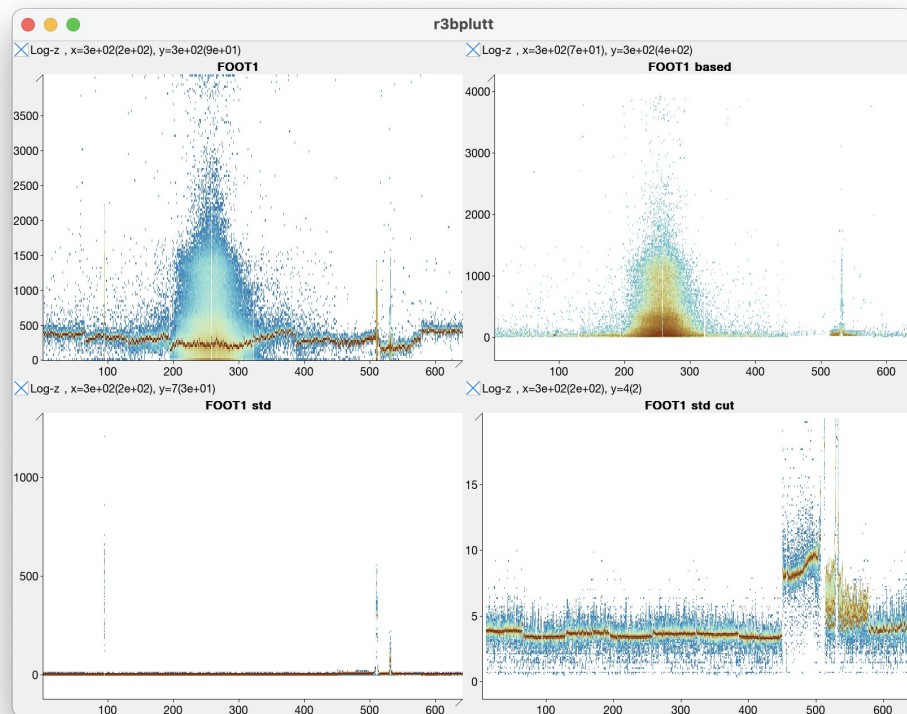 r3bplutt
Log-z , x=3e+02(2e+02), y=3e+02(9e+01)
FOOT1
3500
3000
2500
2000
1500
1000
500
0
100 200 300 400 500 600
Log-z , x=3e+02(7e+01), y=3e+02(4e+02)
FOOT1 based
4000
3000
2000
1000
0
100 200 300 400 500 600
Log-z , x=3e+02(2e+02), y=7(3e+01)
FOOT1 std
1000
500
0
100 200 300 400 500 600
Log-z , x=3e+02(2e+02), y=4(2)
FOOT1 std cut
15
10
5
0
100 200 300 400 500 600